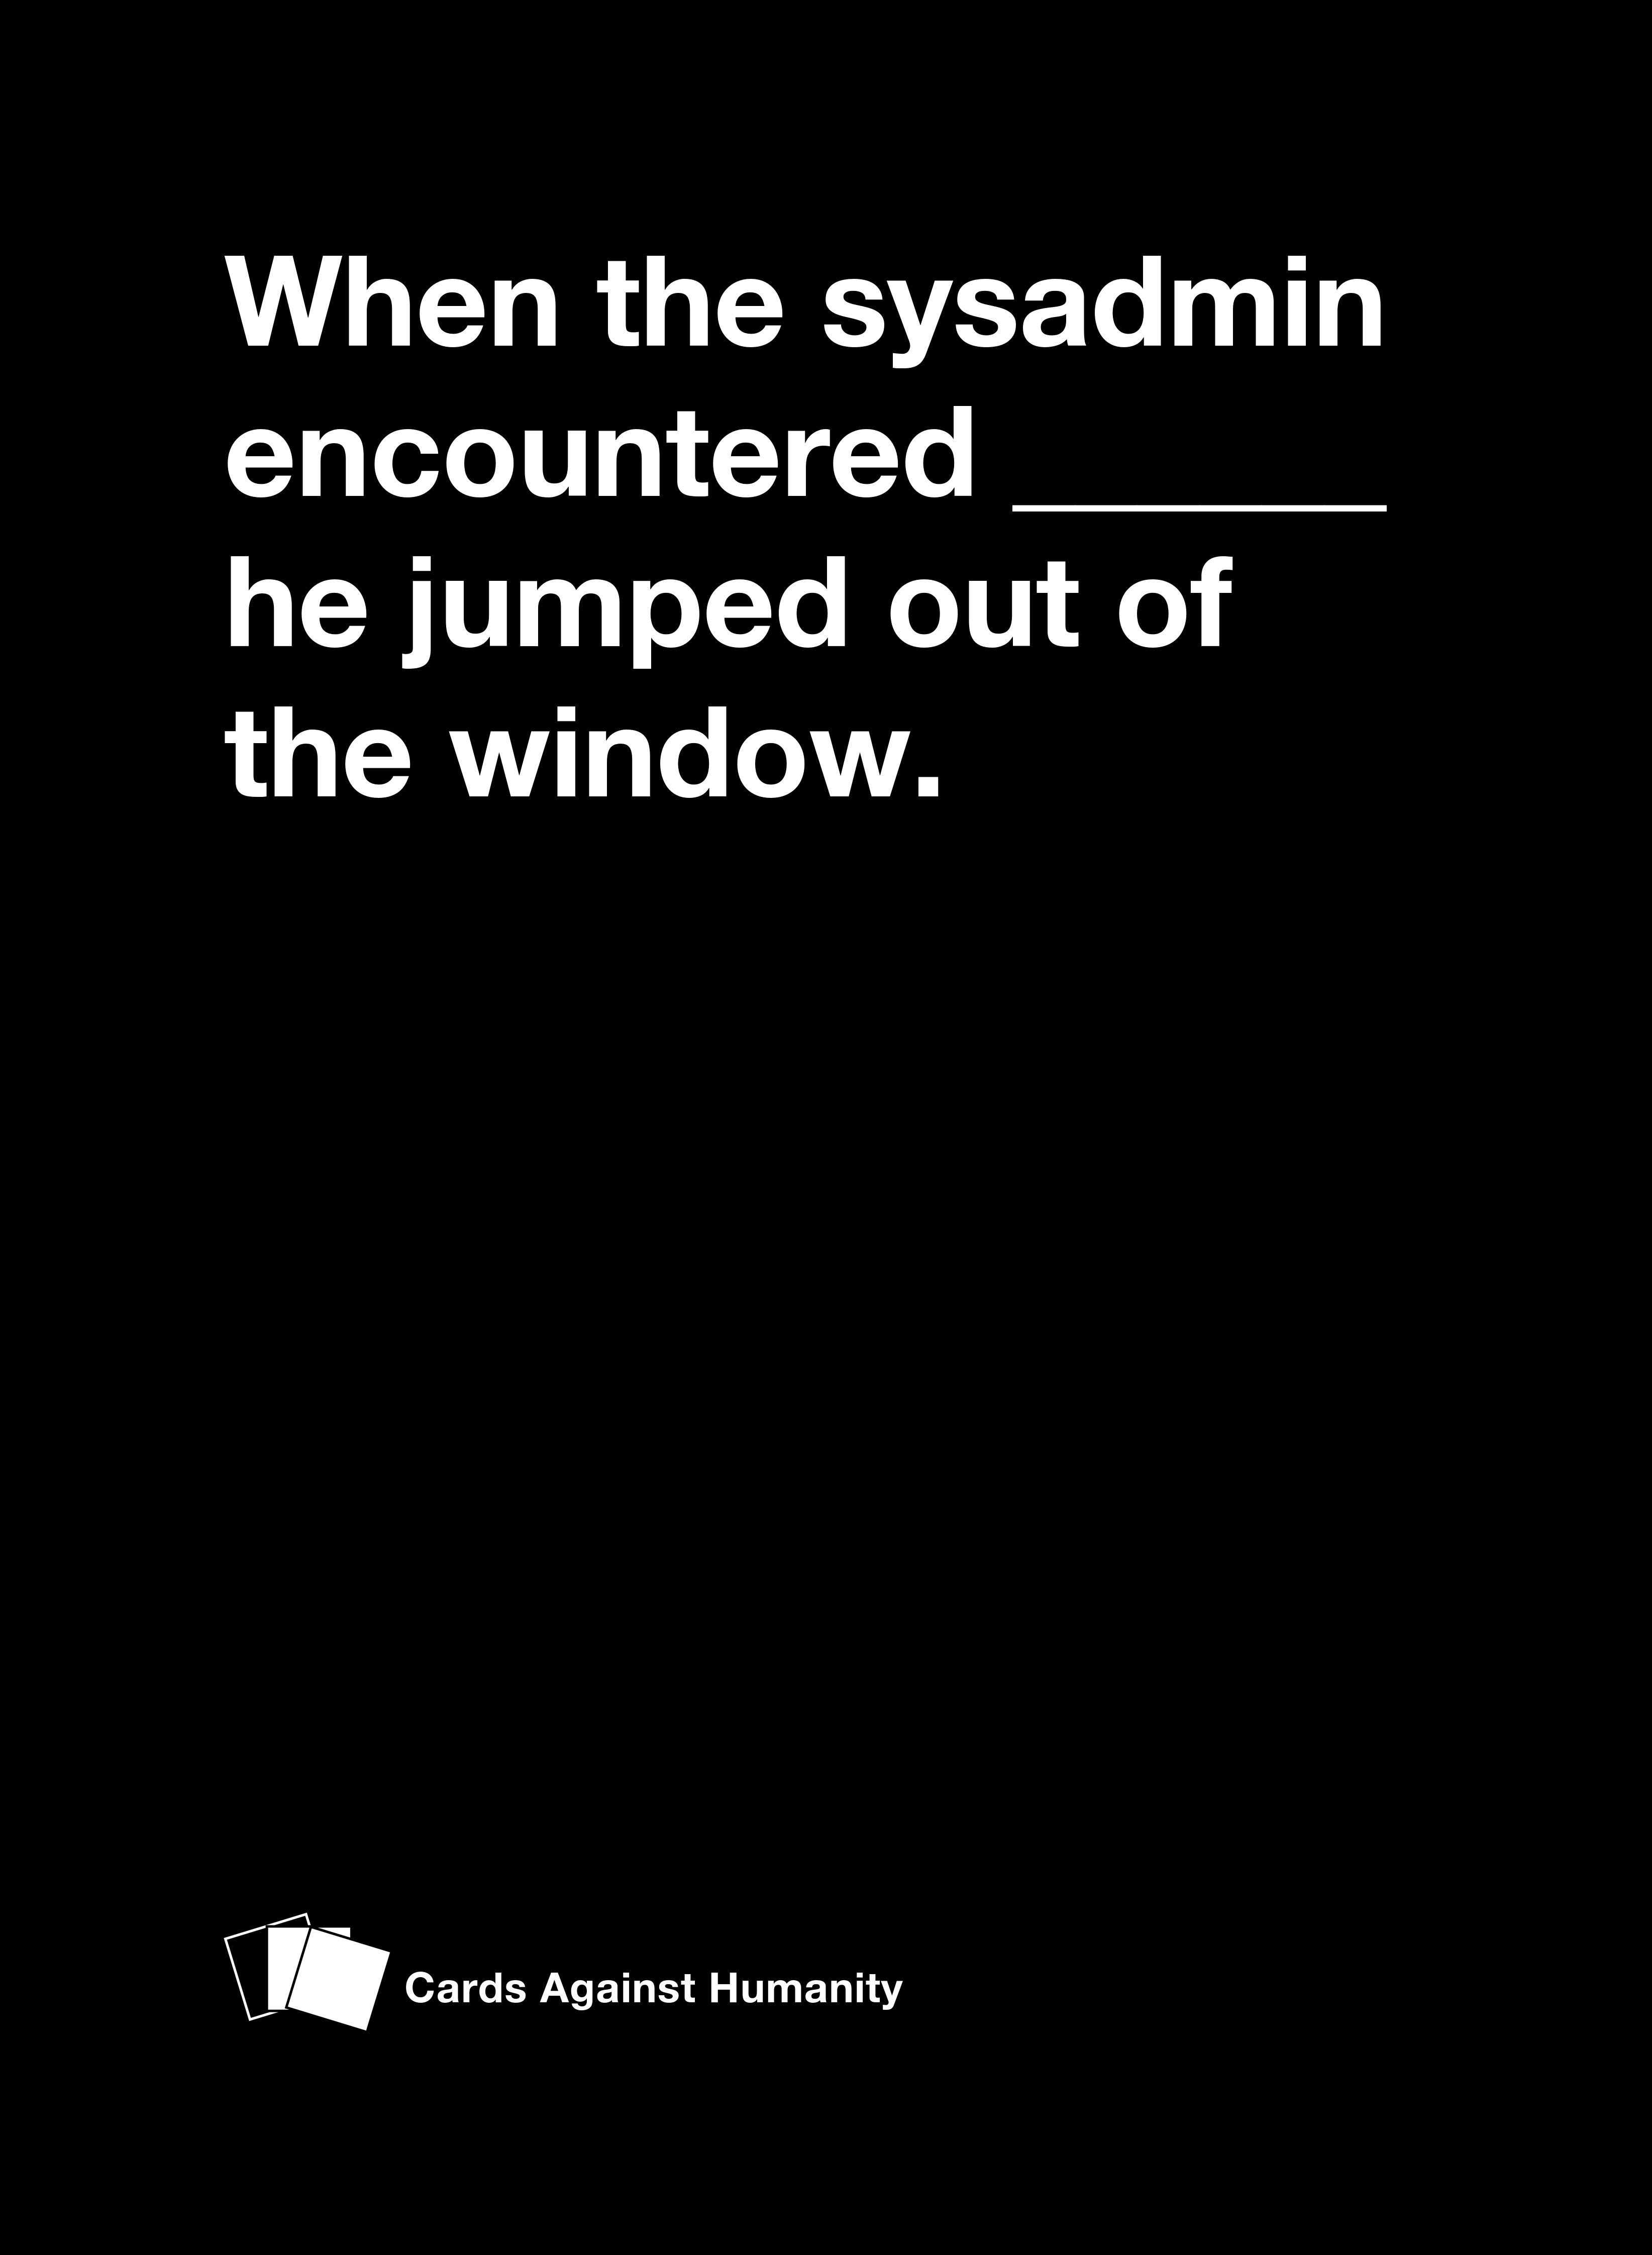 When the sysadmin
encountered ______
he jumped out of
the window.
Cards Against Humanity